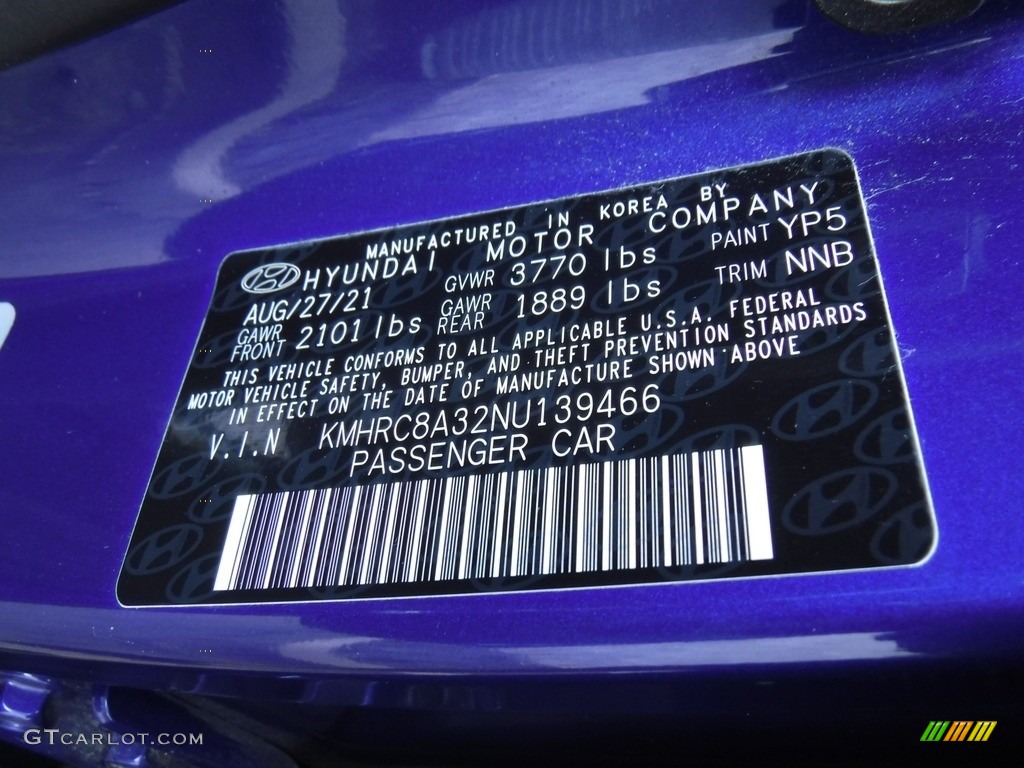 MANUFACTURED IN KOREA BY
HYUNDAI MOTOR COMPANY
AUG/27/21 GVWR 3770 lbs PAINT YP5
GAWR FRONT 2101 lbs GAWR REAR 1889 lbs TRIM NNB
THIS VEHICLE CONFORMS TO ALL APPLICABLE U.S.A. FEDERAL
MOTOR VEHICLE SAFETY, BUMPER, AND THEFT PREVENTION STANDARDS
IN EFFECT ON THE DATE OF MANUFACTURE SHOWN ABOVE
V.I.N KMHRC8A32NU139466
PASSENGER CAR
GTCARLOT.COM